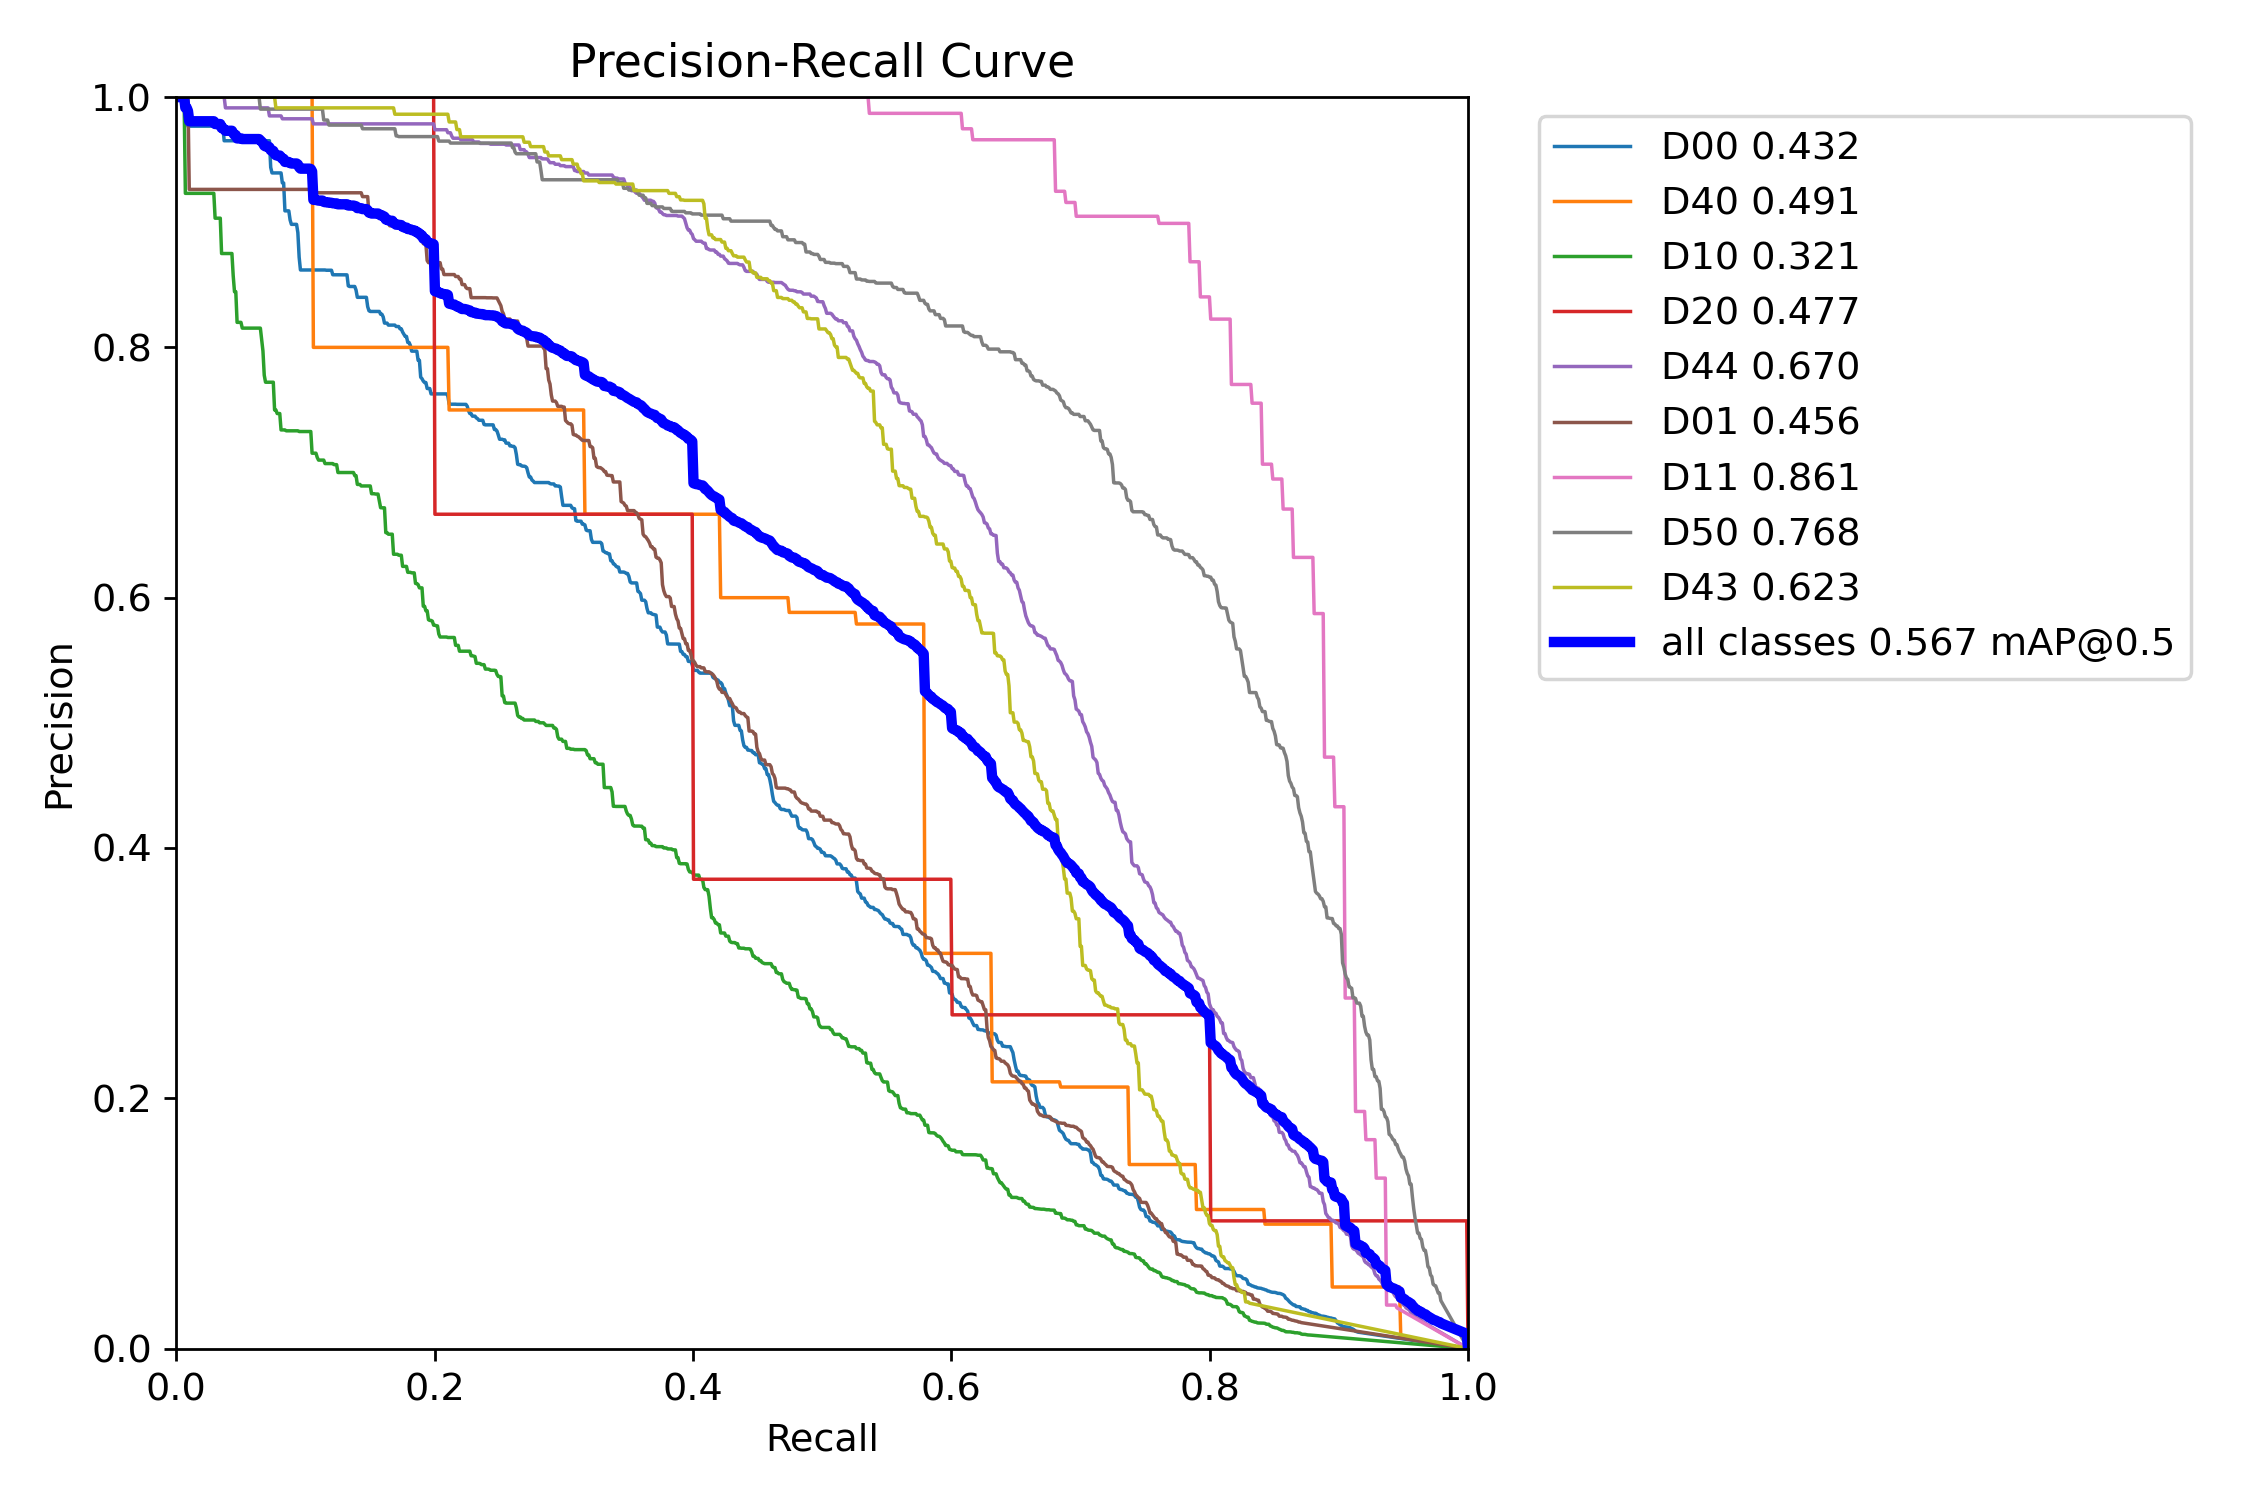 Precision-Recall Curve
1.0
0.8
0.6
0.4
0.2
0.0
Precision
0.0 0.2 0.4 0.6 0.8 1.0
Recall
D00 0.432
D40 0.491
D10 0.321
D20 0.477
D44 0.670
D01 0.456
D11 0.861
D50 0.768
D43 0.623
all classes 0.567 mAP@0.5